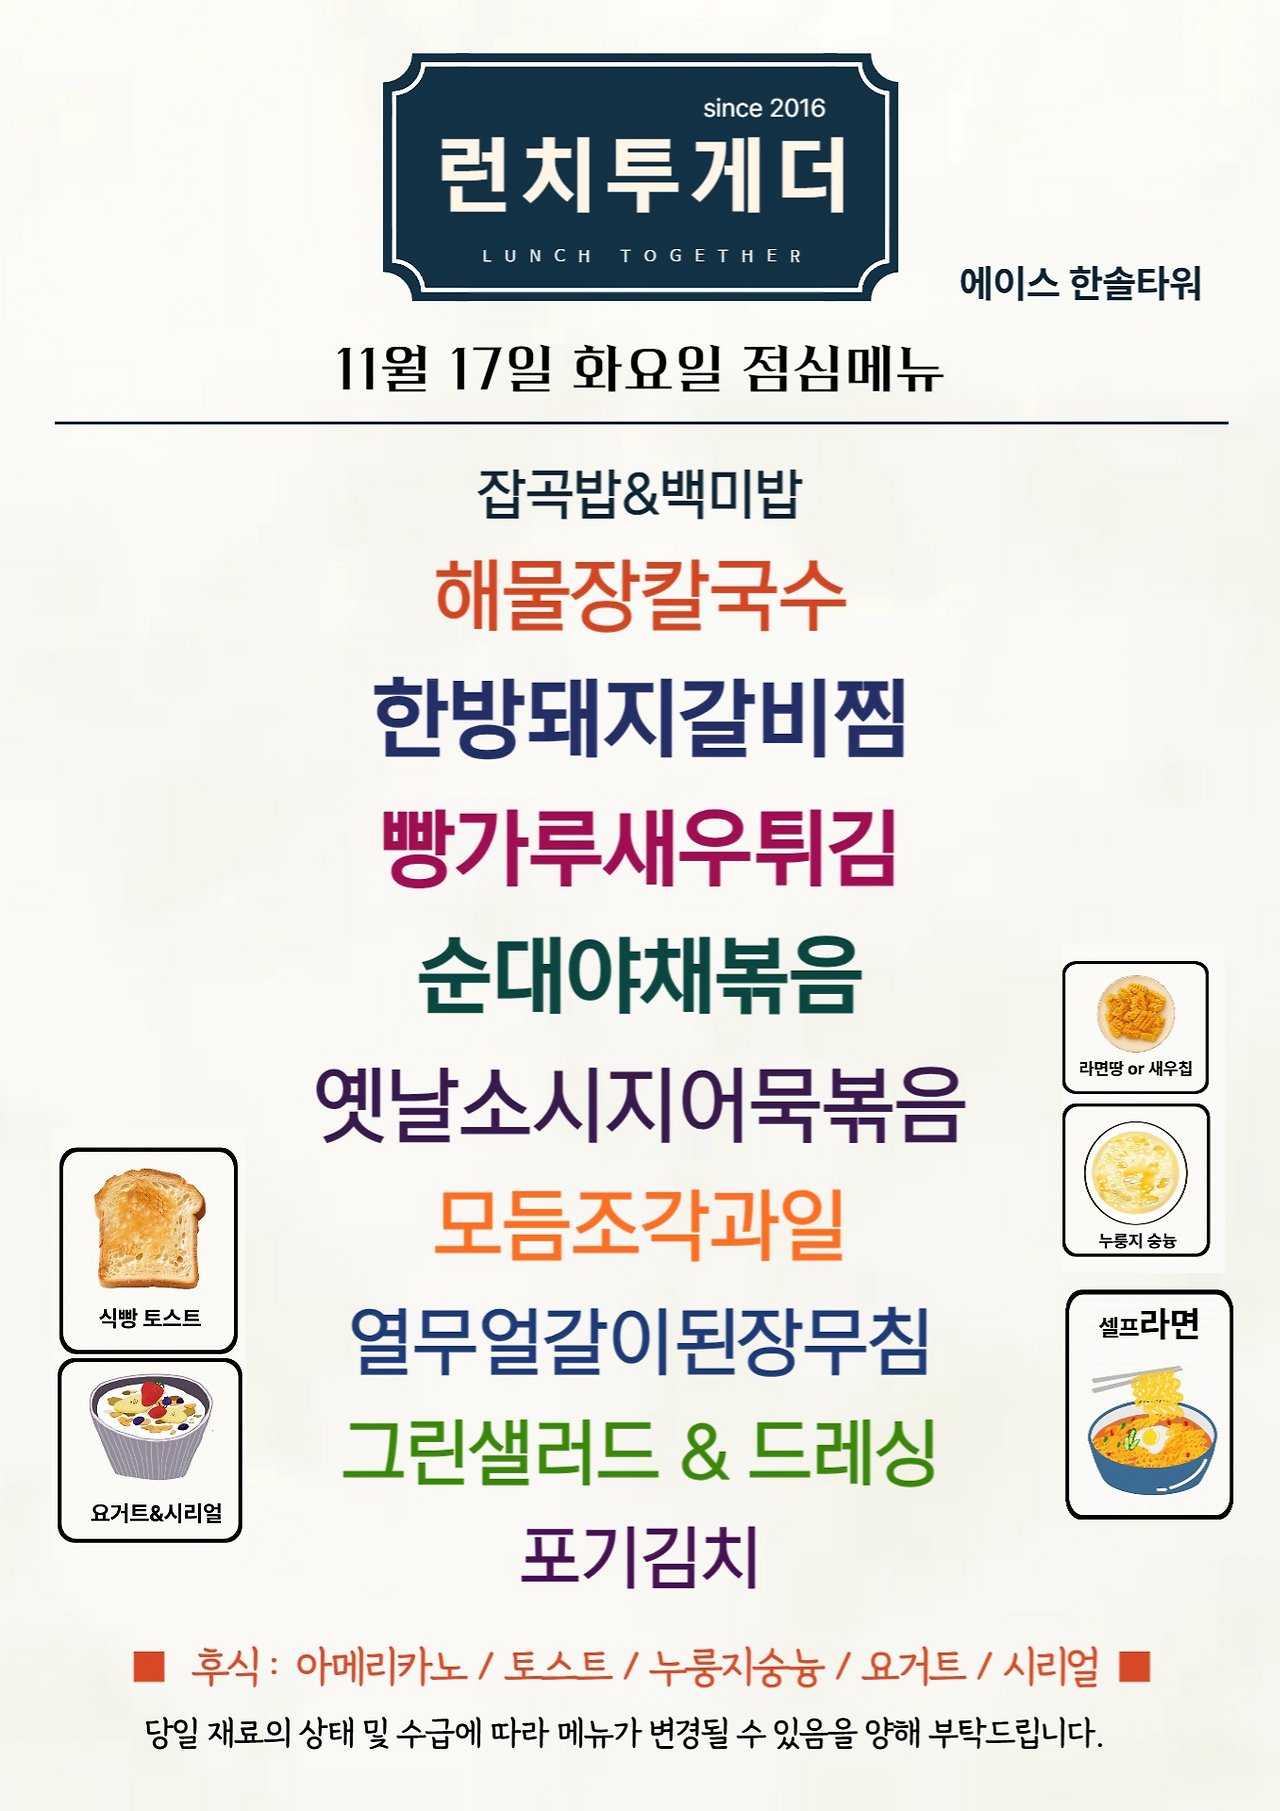 since 2016
런치투게더
LUNCH TOGETHER
에이스 한솔타워
11월 17일 화요일 점심메뉴
잡곡밥&백미밥
해물장칼국수
한방돼지갈비찜
빵가루새우튀김
순대야채볶음
옛날소시지어묵볶음
모듬조각과일
열무얼갈이된장무침
그린샐러드 & 드레싱
포기김치
라면땅 or 새우칩
누룽지 숭늉
셀프라면
식빵 토스트
요거트&시리얼
■ 후식 : 아메리카노 / 토스트 / 누룽지숭늉 / 요거트 / 시리얼 ■
당일 재료의 상태 및 수급에 따라 메뉴가 변경될 수 있음을 양해 부탁드립니다.